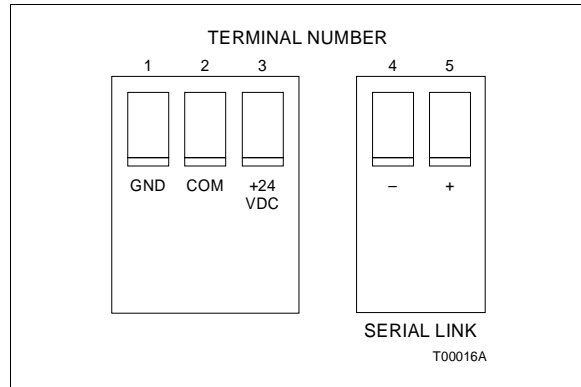 TERMINAL NUMBER
1 2 3 4 5
GND COM +24 VDC – +
SERIAL LINK
T00016A